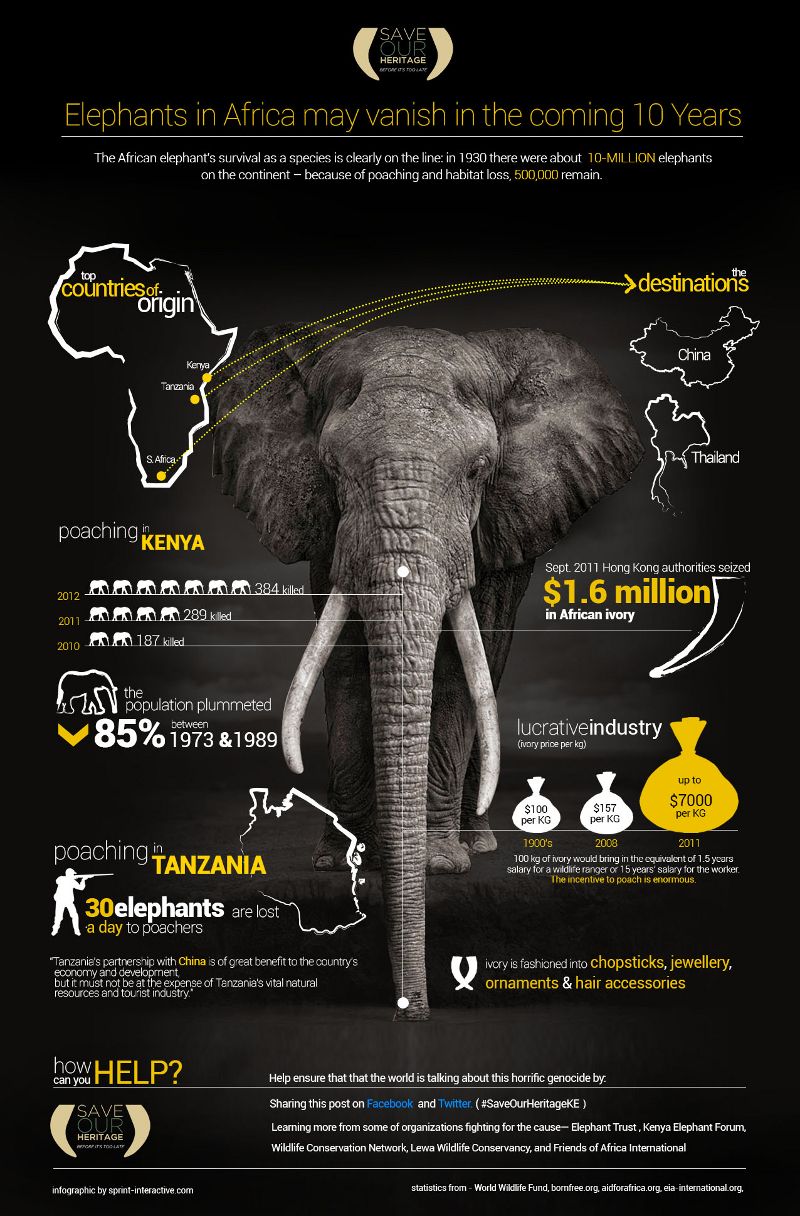 SAVE
OUR
HERITAGE
BEFORE IT'S TOO LATE
Elephants in Africa may vanish in the coming 10 Years
The African elephant's survival as a species is clearly on the line: in 1930 there were about 10-MILLION elephants
on the continent – because of poaching and habitat loss, 500,000 remain.
top
countries of
origin
the
destinations
Kenya
Tanzania
S. Africa
China
Thailand
poaching in
KENYA
2012 384 killed
2011 289 killed
2010 187 killed
Sept. 2011 Hong Kong authorities seized
$1.6 million
in African ivory
the
population plummeted
85% between
1973 & 1989
lucrative industry
(ivory price per kg)
$100
per KG
$157
per KG
up to
$7000
per KG
1900's 2008 2011
100 kg of ivory would bring in the equivalent of 1.5 years
salary for a wildlife ranger or 15 years' salary for the worker.
The incentive to poach is enormous.
poaching in
TANZANIA
30 elephants are lost
a day to poachers
"Tanzania's partnership with China is of great benefit to the country's
economy and development,
but it must not be at the expense of Tanzania's vital natural
resources and tourist industry."
ivory is fashioned into chopsticks, jewellery,
ornaments & hair accessories
how
can you HELP?
Help ensure that that the world is talking about this horrific genocide by:
Sharing this post on Facebook and Twitter. ( #SaveOurHeritageKE )
Learning more from some of organizations fighting for the cause— Elephant Trust , Kenya Elephant Forum,
Wildlife Conservation Network, Lewa Wildlife Conservancy, and Friends of Africa International
SAVE
OUR
HERITAGE
BEFORE IT'S TOO LATE
infographic by sprint-interactive.com
statistics from - World Wildlife Fund, bornfree.org, aidforafrica.org, eia-international.org,